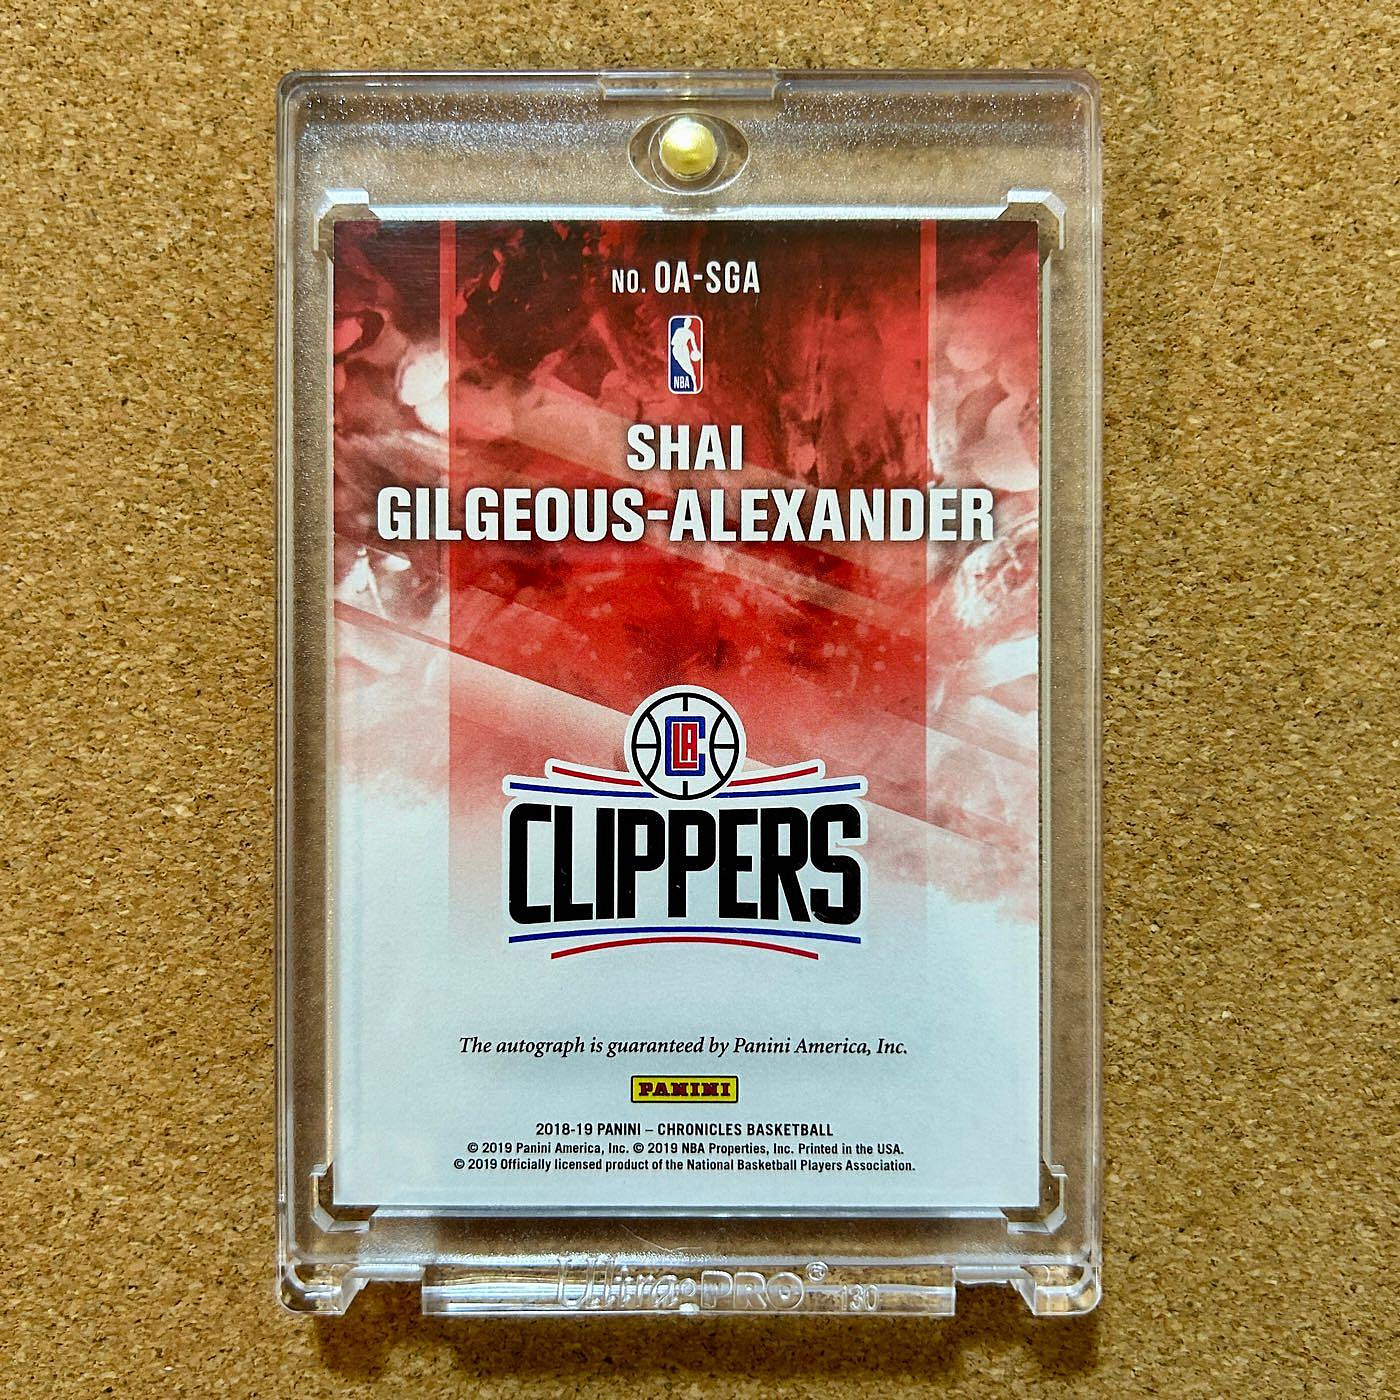 NO. OA-SGA
NBA
SHAI
GILGEOUS-ALEXANDER
LAC
CLIPPERS
The autograph is guaranteed by Panini America, Inc.
PANINI
2018-19 PANINI – CHRONICLES BASKETBALL
© 2019 Panini America, Inc. © 2019 NBA Properties, Inc. Printed in the USA.
© 2019 Officially licensed product of the National Basketball Players Association.
Ultra•PRO® 130